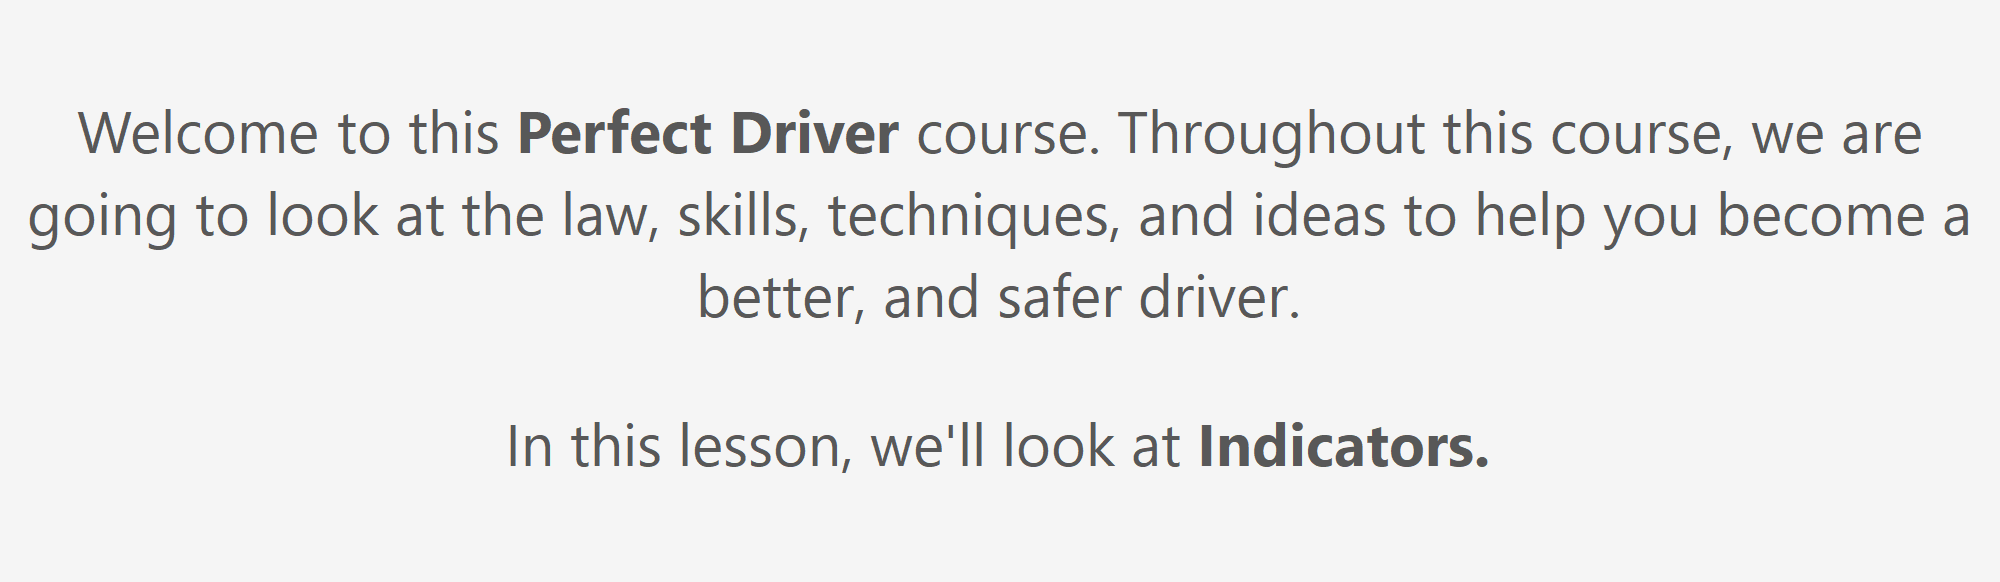 Welcome to this Perfect Driver course. Throughout this course, we are
going to look at the law, skills, techniques, and ideas to help you become a
better, and safer driver.
In this lesson, we'll look at Indicators.